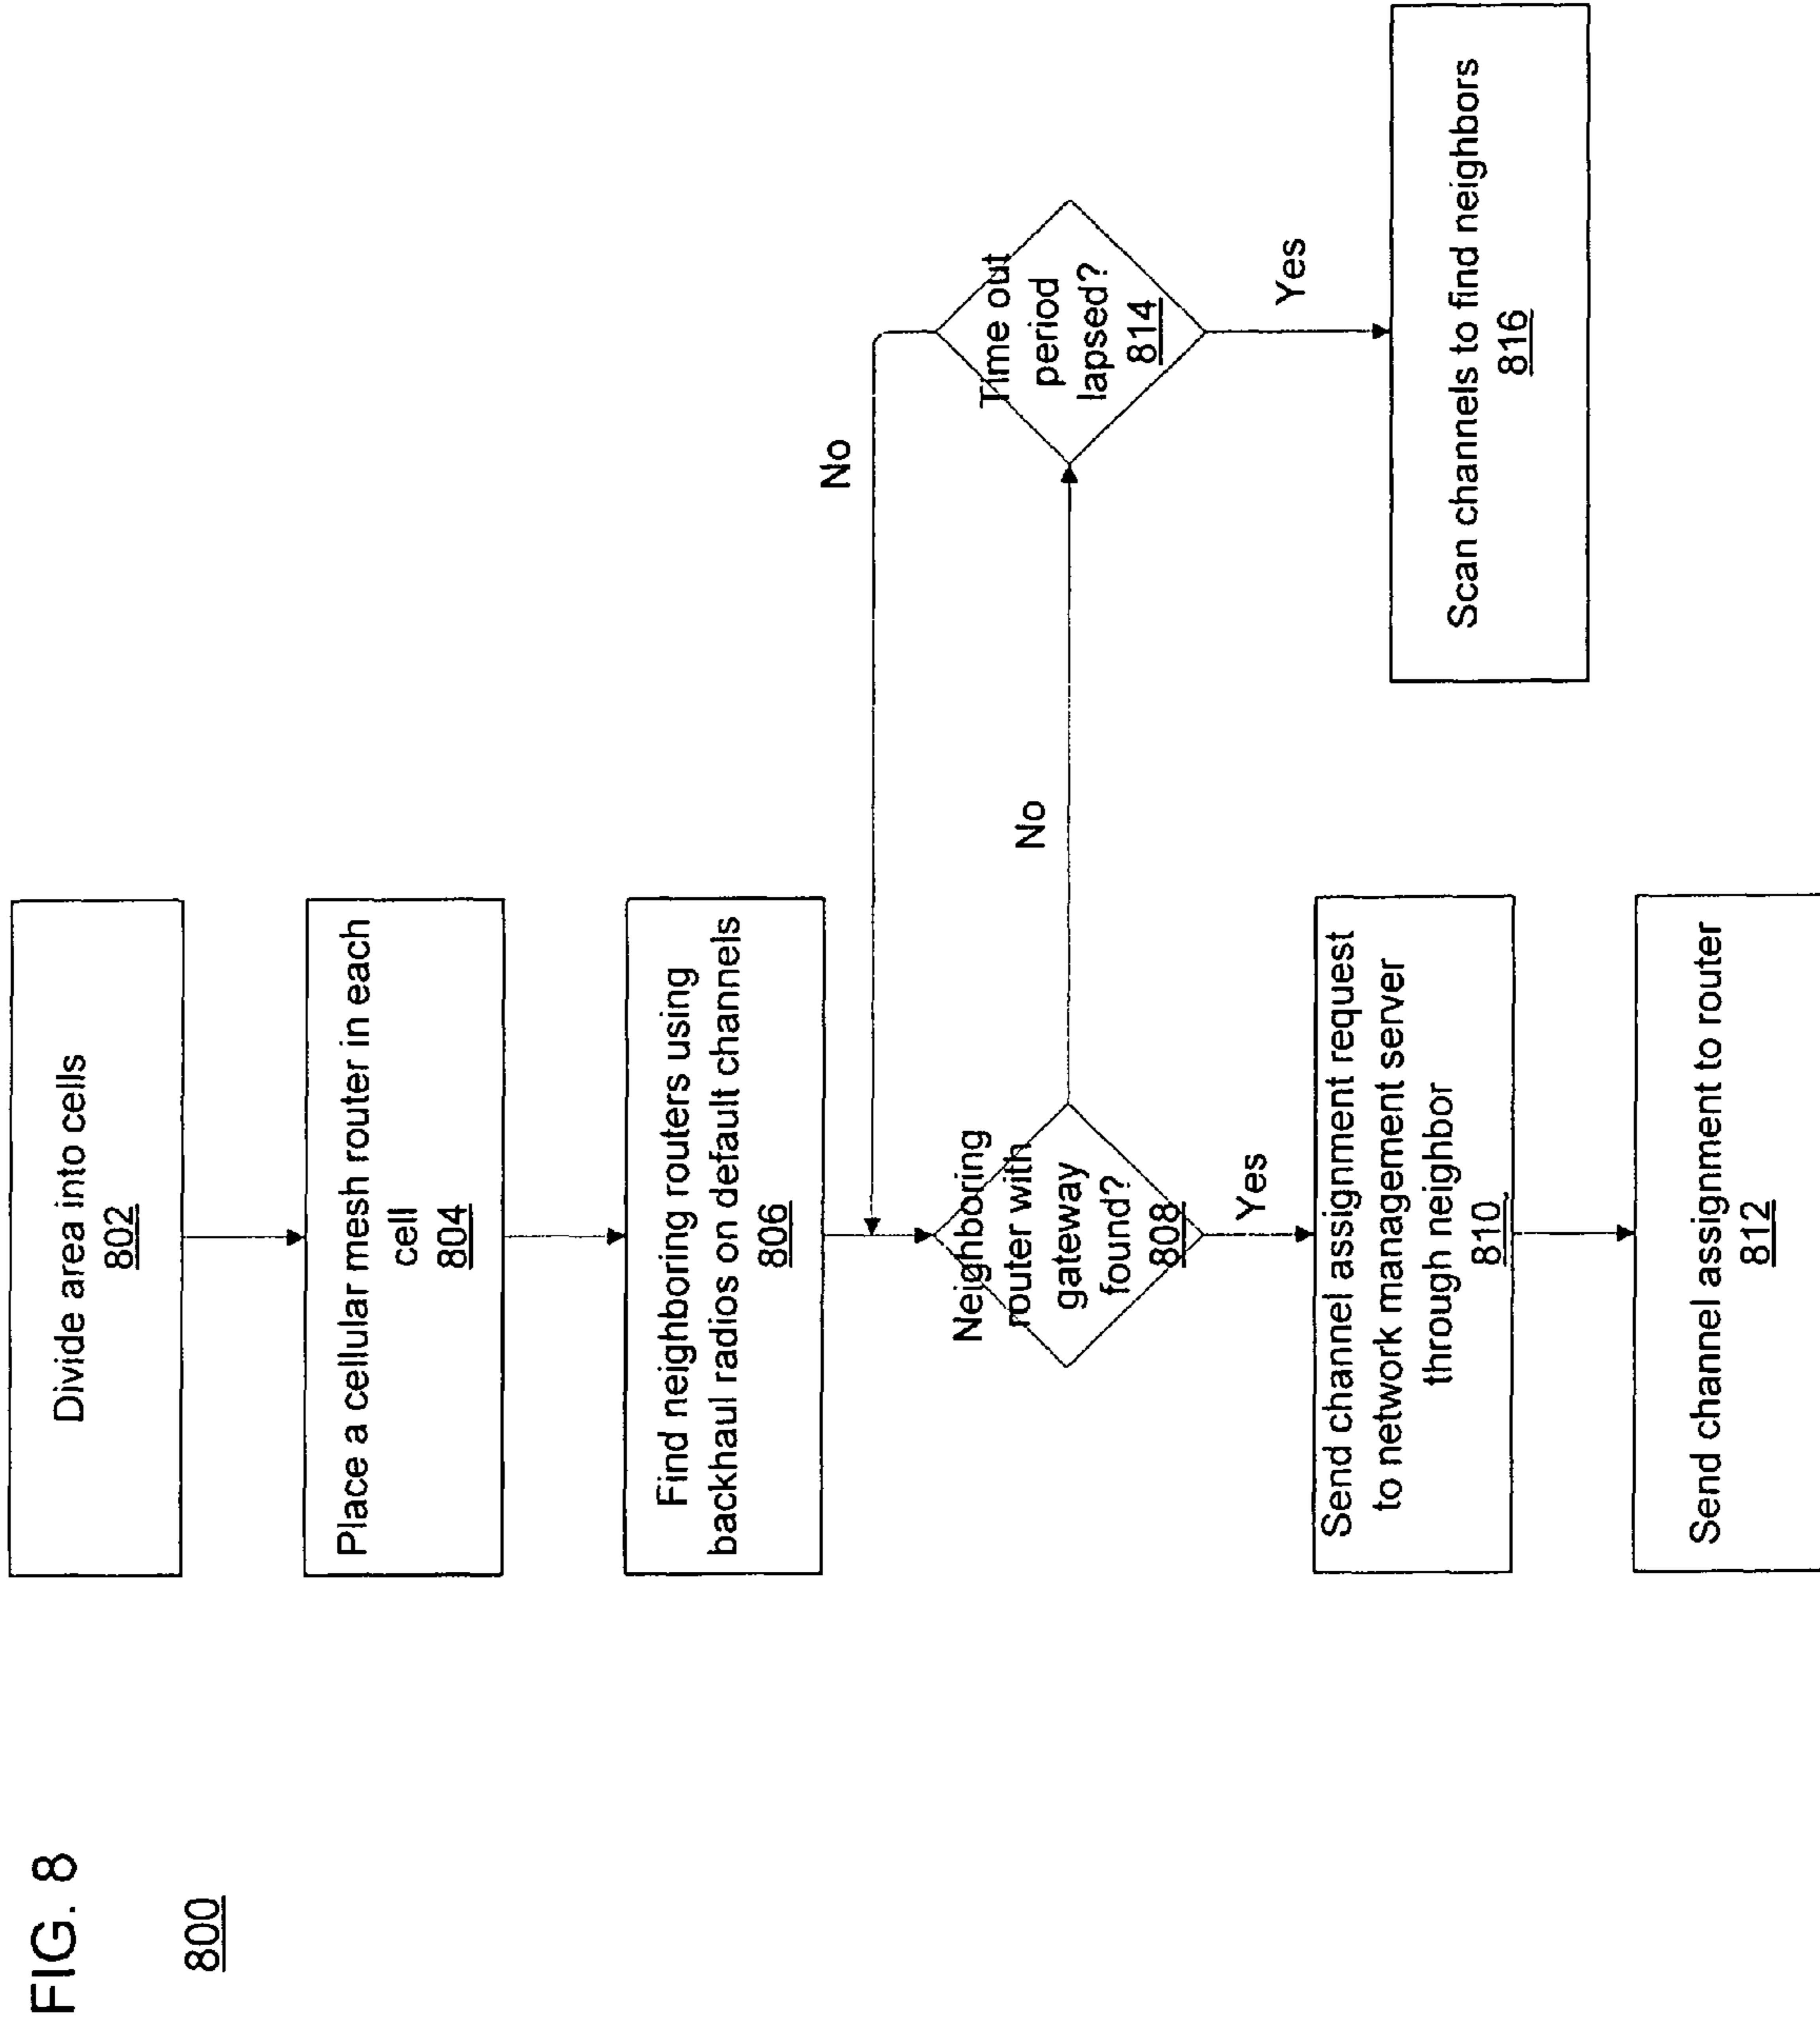 FIG. 8
800
Divide area into cells
802
Place a cellular mesh router in each
cell
804
Find neighboring routers using
backhaul radios on default channels
806
Neighboring
router with
gateway
found?
808
No
Yes
Send channel assignment request
to network management server
through neighbor
810
Send channel assignment to router
812
No
Time out
period
lapsed?
814
Yes
Scan channels to find neighbors
816